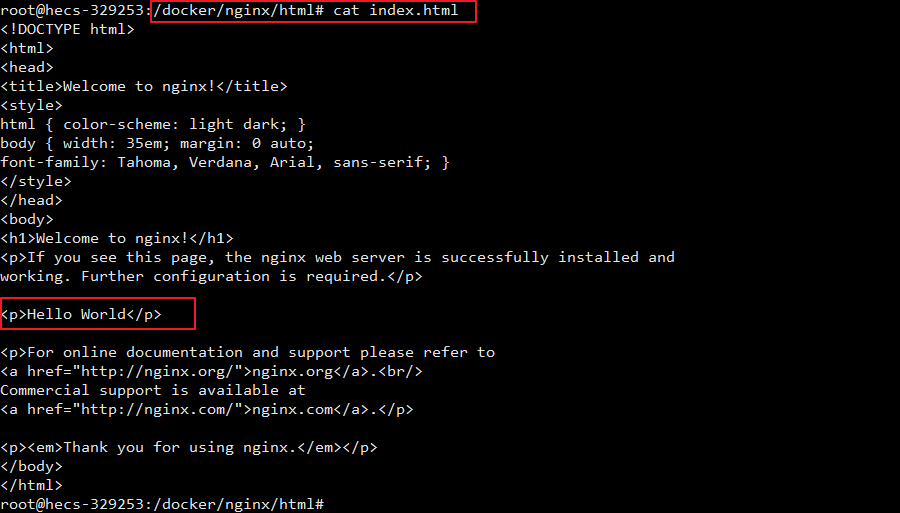 root@hecs-329253:/docker/nginx/html# cat index.html
<!DOCTYPE html>
<html>
<head>
<title>Welcome to nginx!</title>
<style>
html { color-scheme: light dark; }
body { width: 35em; margin: 0 auto;
font-family: Tahoma, Verdana, Arial, sans-serif; }
</style>
</head>
<body>
<h1>Welcome to nginx!</h1>
<p>If you see this page, the nginx web server is successfully installed and
working. Further configuration is required.</p>
<p>Hello World</p>
<p>For online documentation and support please refer to
<a href="http://nginx.org/">nginx.org</a>.<br/>
Commercial support is available at
<a href="http://nginx.com/">nginx.com</a>.</p>
<p><em>Thank you for using nginx.</em></p>
</body>
</html>
root@hecs-329253:/docker/nginx/html#